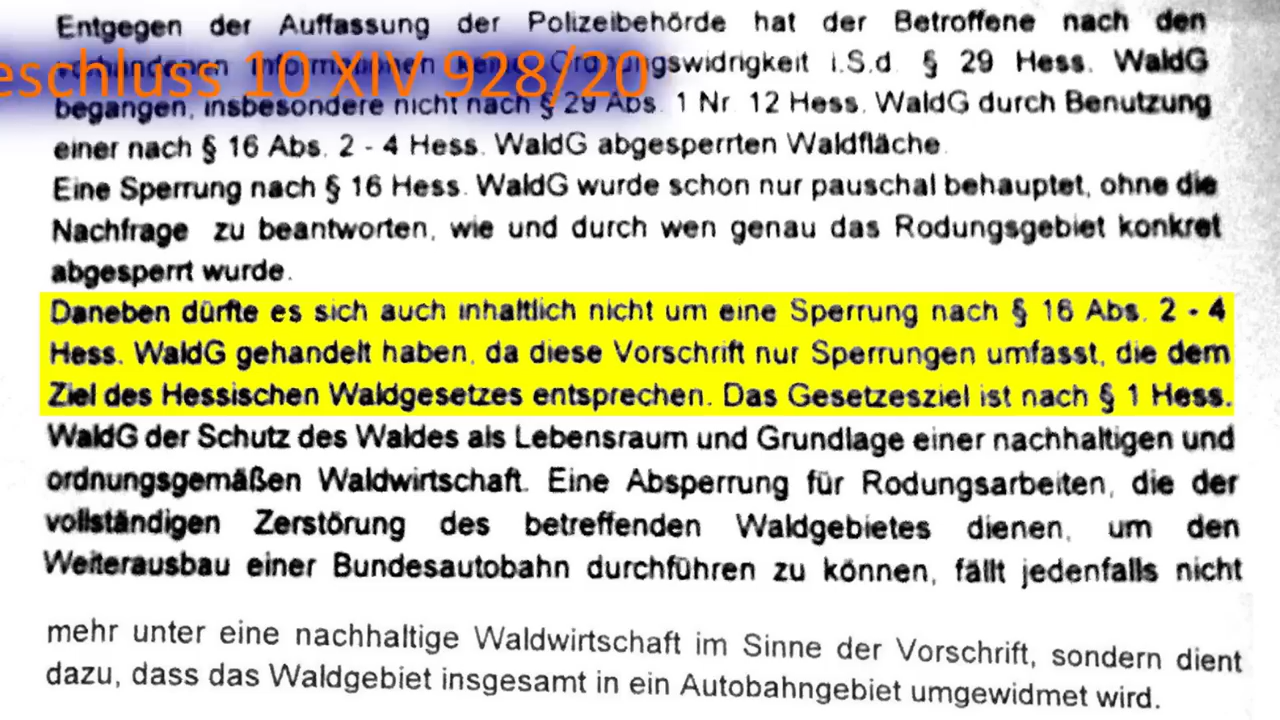 Entgegen der Auffassung der Polizeibehörde hat der Betroffene nach den
eschluss 10 XIV 928/20
vorhandenen Informationen keine Ordnungswidrigkeit i.S.d. § 29 Hess. WaldG
begangen, insbesondere nicht nach § 29 Abs. 1 Nr. 12 Hess. WaldG durch Benutzung
einer nach § 16 Abs. 2 - 4 Hess. WaldG abgesperrten Waldfläche.
Eine Sperrung nach § 16 Hess. WaldG wurde schon nur pauschal behauptet, ohne die
Nachfrage zu beantworten, wie und durch wen genau das Rodungsgebiet konkret
abgesperrt wurde.
Daneben dürfte es sich auch inhaltlich nicht um eine Sperrung nach § 16 Abs. 2 - 4
Hess. WaldG gehandelt haben, da diese Vorschrift nur Sperrungen umfasst, die dem
Ziel des Hessischen Waldgesetzes entsprechen. Das Gesetzesziel ist nach § 1 Hess.
WaldG der Schutz des Waldes als Lebensraum und Grundlage einer nachhaltigen und
ordnungsgemäßen Waldwirtschaft. Eine Absperrung für Rodungsarbeiten, die der
vollständigen Zerstörung des betreffenden Waldgebietes dienen, um den
Weiterausbau einer Bundesautobahn durchführen zu können, fällt jedenfalls nicht
mehr unter eine nachhaltige Waldwirtschaft im Sinne der Vorschrift, sondern dient
dazu, dass das Waldgebiet insgesamt in ein Autobahngebiet umgewidmet wird.